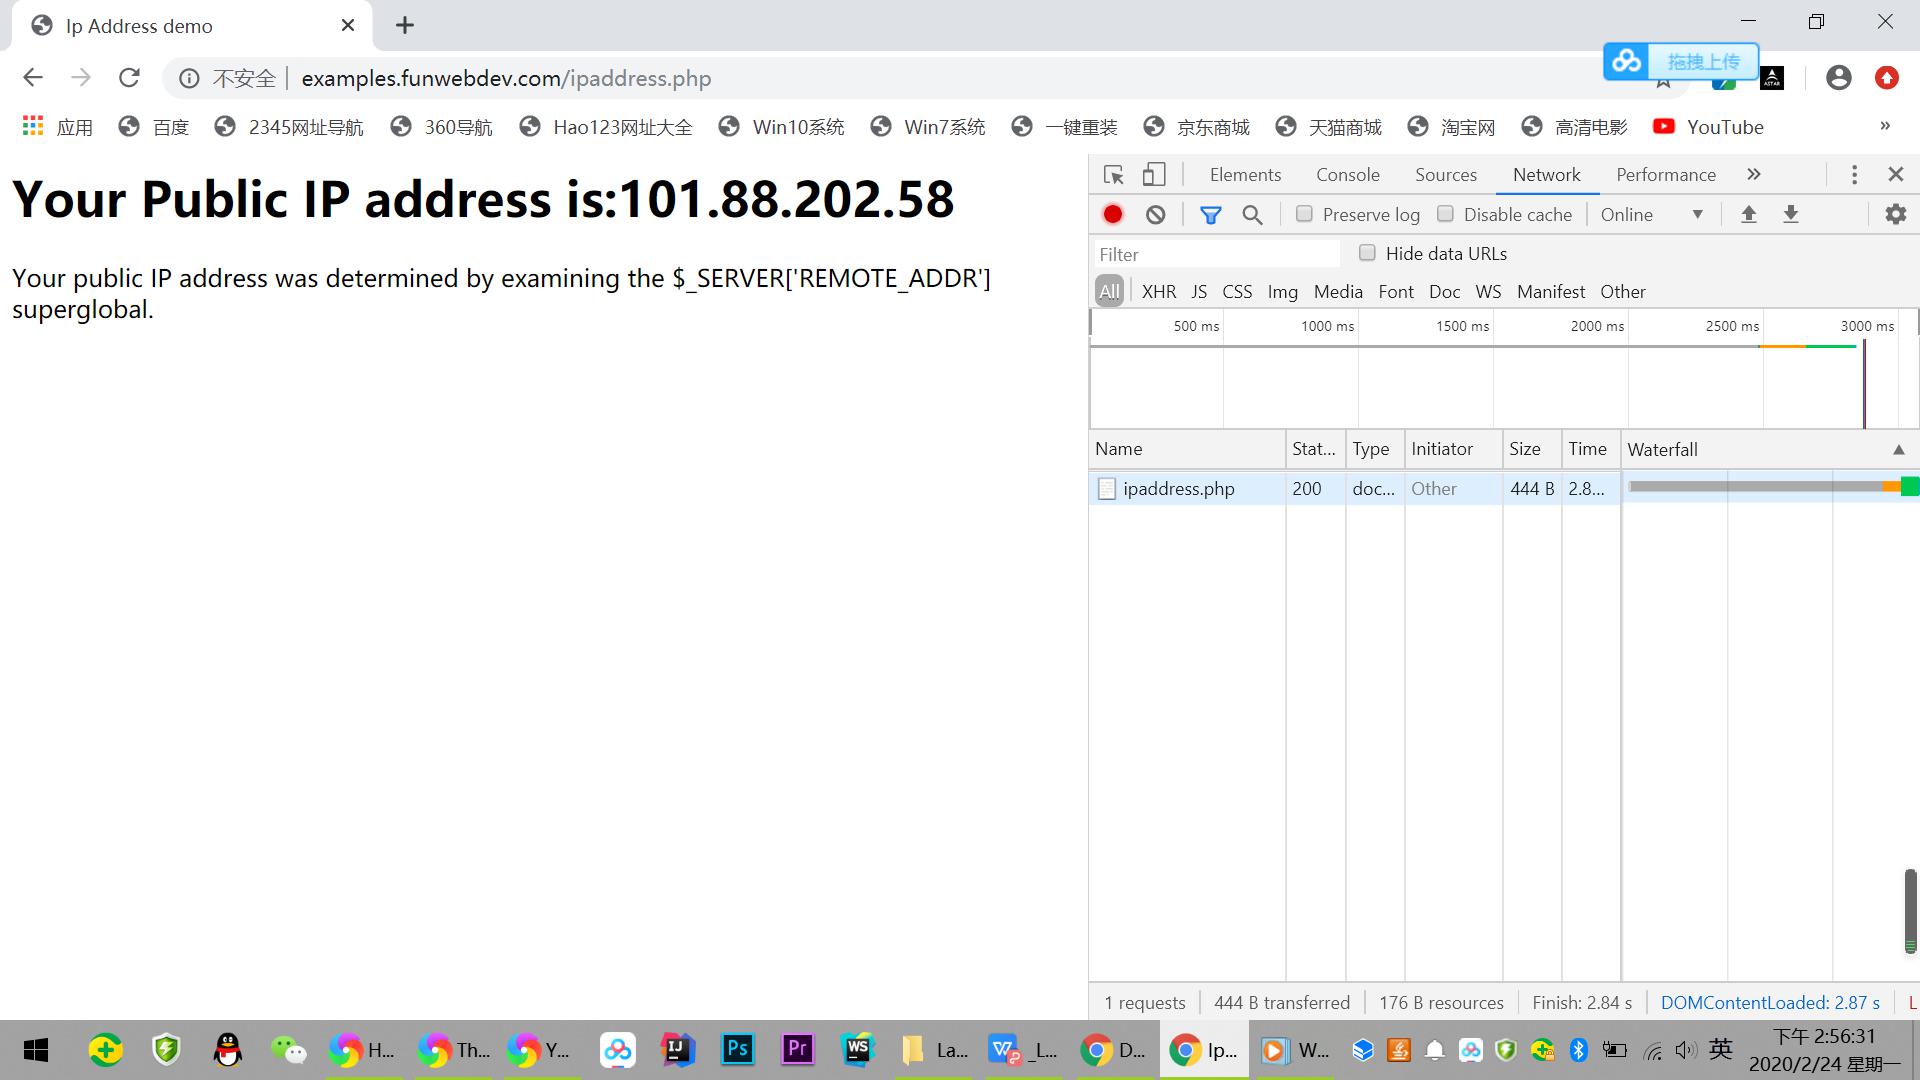 Ip Address demo
不安全 examples.funwebdev.com/ipaddress.php
拖拽上传
ASTAR
应用 百度 2345网址导航 360导航 Hao123网址大全 Win10系统 Win7系统 一键重装 京东商城 天猫商城 淘宝网 高清电影 YouTube »
Your Public IP address is:101.88.202.58
Your public IP address was determined by examining the $_SERVER['REMOTE_ADDR']
superglobal.
Elements Console Sources Network Performance »
Preserve log Disable cache Online
Filter Hide data URLs
All XHR JS CSS Img Media Font Doc WS Manifest Other
500 ms 1000 ms 1500 ms 2000 ms 2500 ms 3000 ms
Name Stat... Type Initiator Size Time Waterfall
ipaddress.php 200 doc... Other 444 B 2.8...
1 requests 444 B transferred 176 B resources Finish: 2.84 s DOMContentLoaded: 2.87 s L
H... Th... Y... IJ Ps Pr WS La... _L... D... Ip... W... 英
下午 2:56:31
2020/2/24 星期一